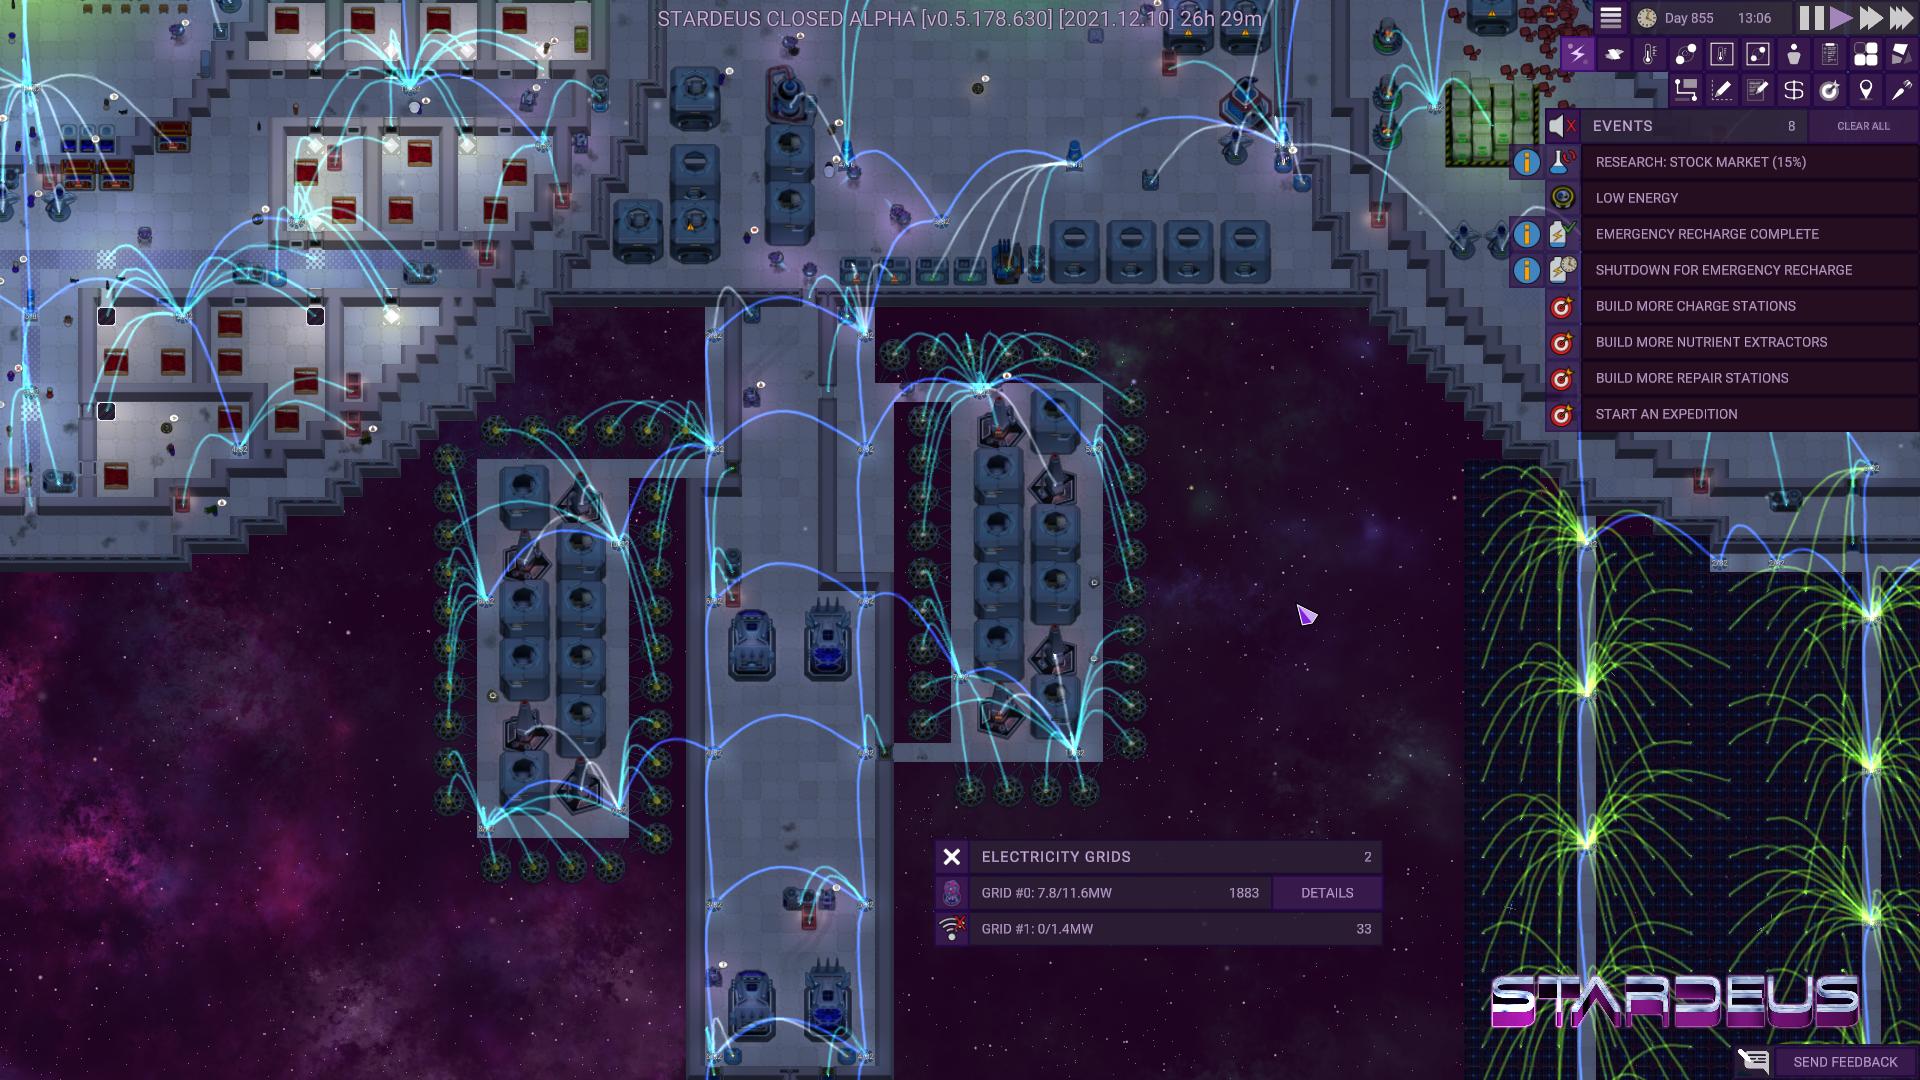 STARDEUS CLOSED ALPHA [v0.5.178.630] [2021.12.10] 26h 29m
Day 855 13:06
EVENTS 8 CLEAR ALL
RESEARCH: STOCK MARKET (15%)
LOW ENERGY
EMERGENCY RECHARGE COMPLETE
SHUTDOWN FOR EMERGENCY RECHARGE
BUILD MORE CHARGE STATIONS
BUILD MORE NUTRIENT EXTRACTORS
BUILD MORE REPAIR STATIONS
START AN EXPEDITION
ELECTRICITY GRIDS 2
GRID #0: 7.8/11.6MW 1883 DETAILS
GRID #1: 0/1.4MW 33
STARDEUS
SEND FEEDBACK